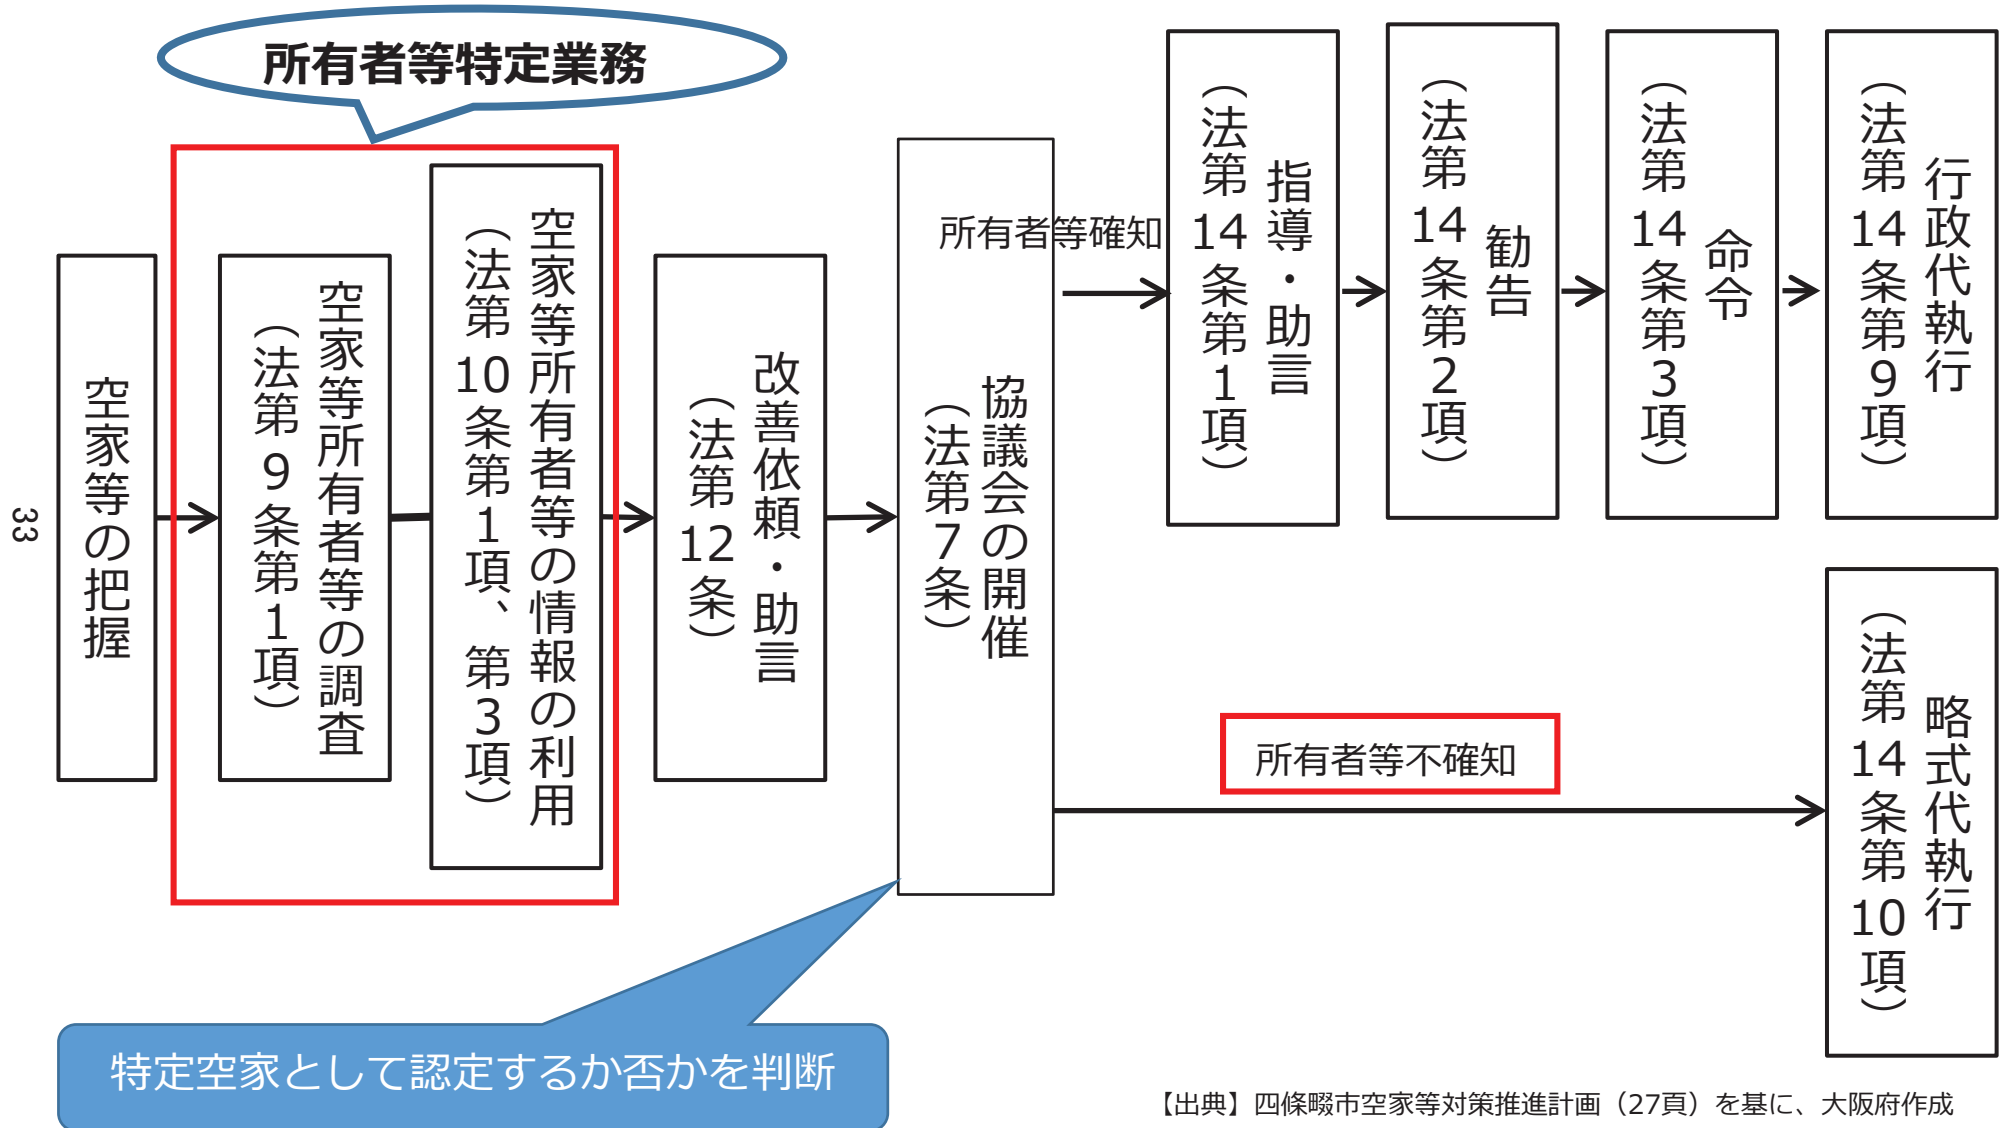 所有者等特定業務
空家等の把握
空家等所有者等の調査
（法第９条第１項）
空家等所有者等の情報の利用
（法第10条第１項、第３項）
改善依頼・助言
（法第12条）
協議会の開催
（法第７条）
所有者等確知
指導・助言
（法第14条第１項）
勧告
（法第14条第２項）
命令
（法第14条第３項）
行政代執行
（法第14条第９項）
所有者等不確知
略式代執行
（法第14条第10項）
特定空家として認定するか否かを判断
【出典】四條畷市空家等対策推進計画（27頁）を基に、大阪府作成
33